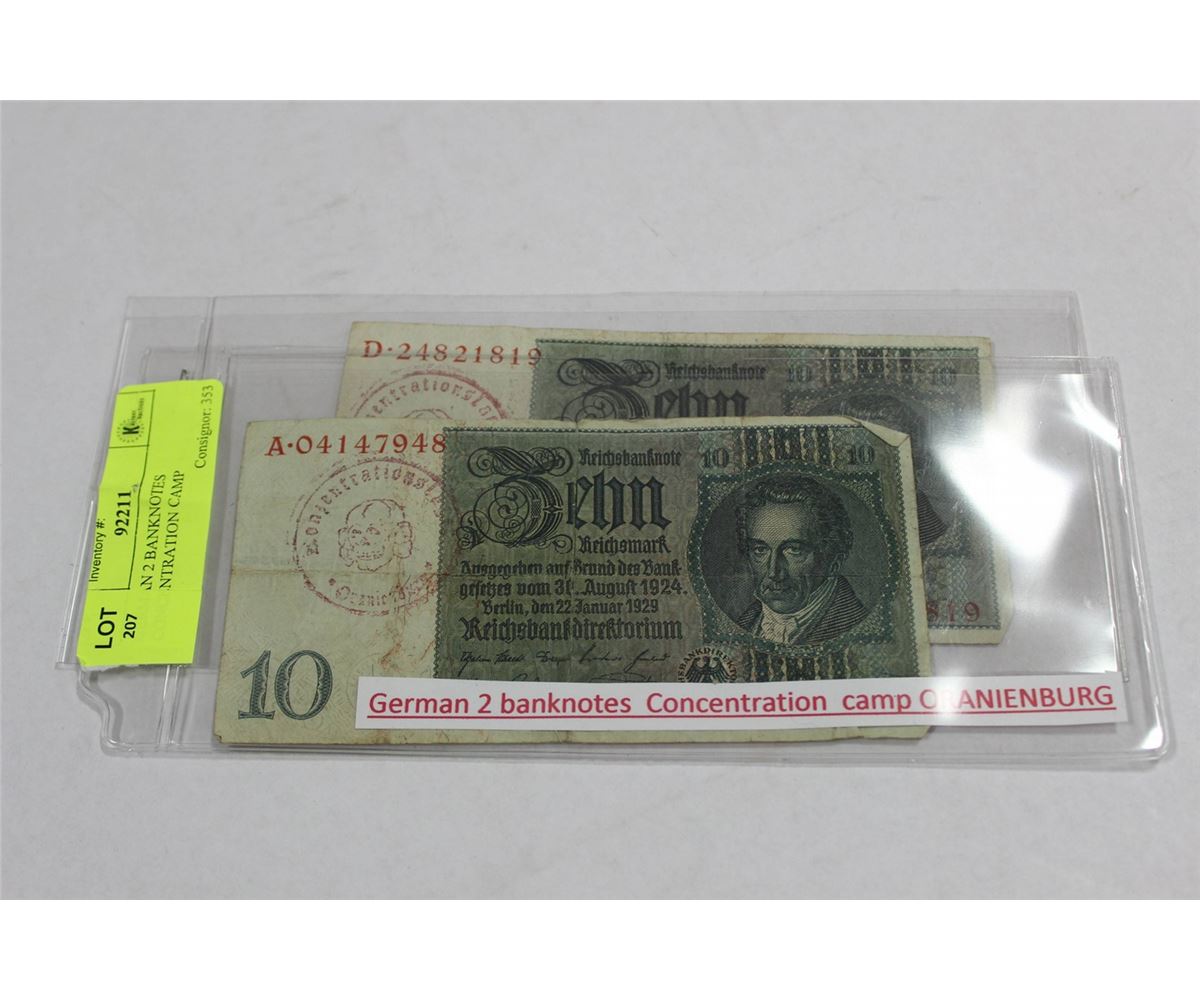 D·24821819
Reichsbanknote
10 10
Zehn
819
A·04147948
Reichsbanknote
10 10
Zehn
Reichsmark
Ausgegeben auf Grund des Bank-
gesetzes vom 30. August 1924.
Berlin, den 22. Januar 1929
Reichsbankdirektorium
10
German 2 banknotes Concentration camp ORANIENBURG
Inventory #:
92211
Consignor: 353
AN 2 BANKNOTES
NTRATION CAMP
LOT
207